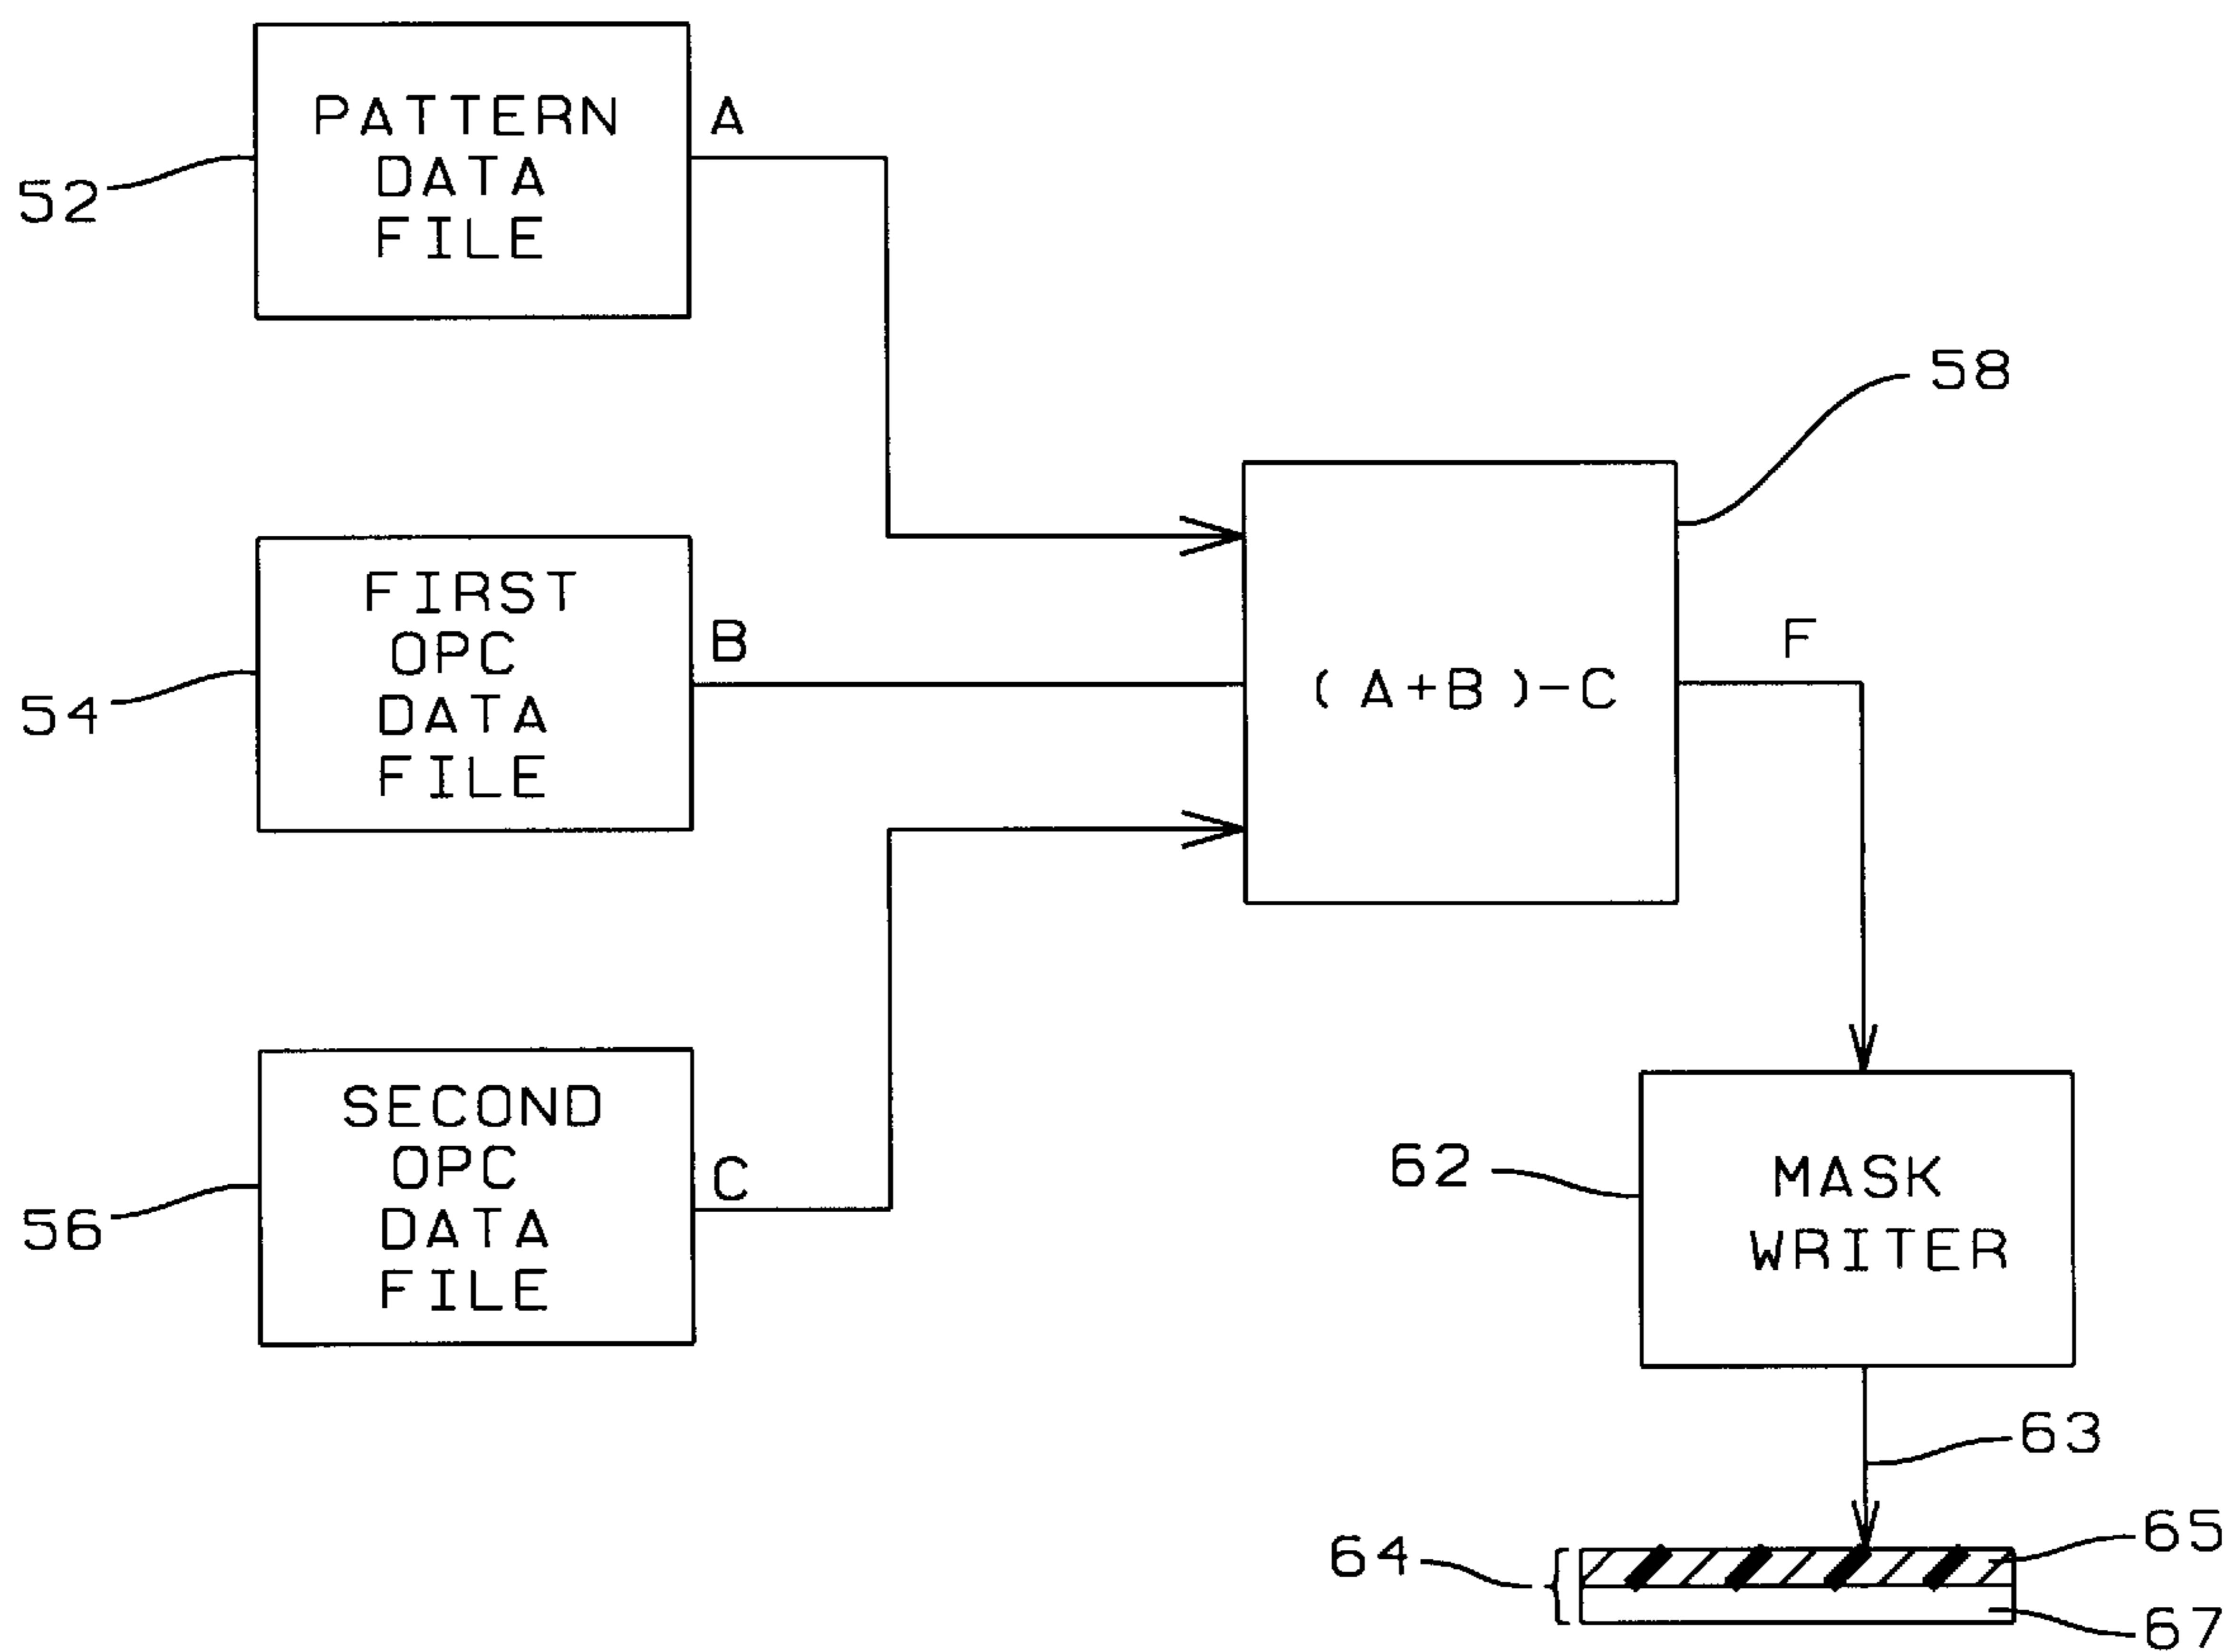 PATTERN
DATA
FILE
A
52
58
FIRST
OPC
DATA
FILE
B
54
(A+B)-C
F
SECOND
OPC
DATA
FILE
C
56
62
MASK
WRITER
63
64
65
67